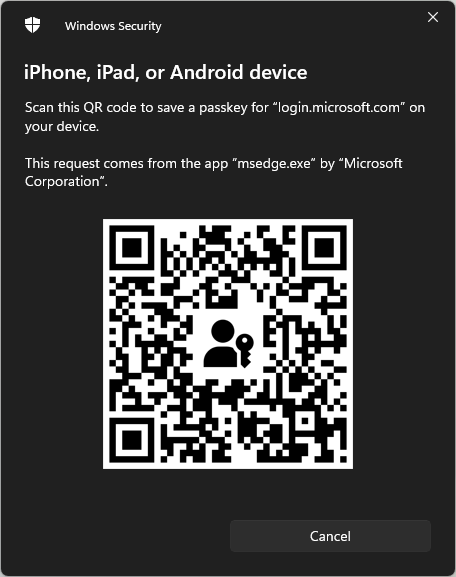 Windows Security
iPhone, iPad, or Android device
Scan this QR code to save a passkey for “login.microsoft.com” on
your device.
This request comes from the app ”msedge.exe” by “Microsoft
Corporation”.
Cancel